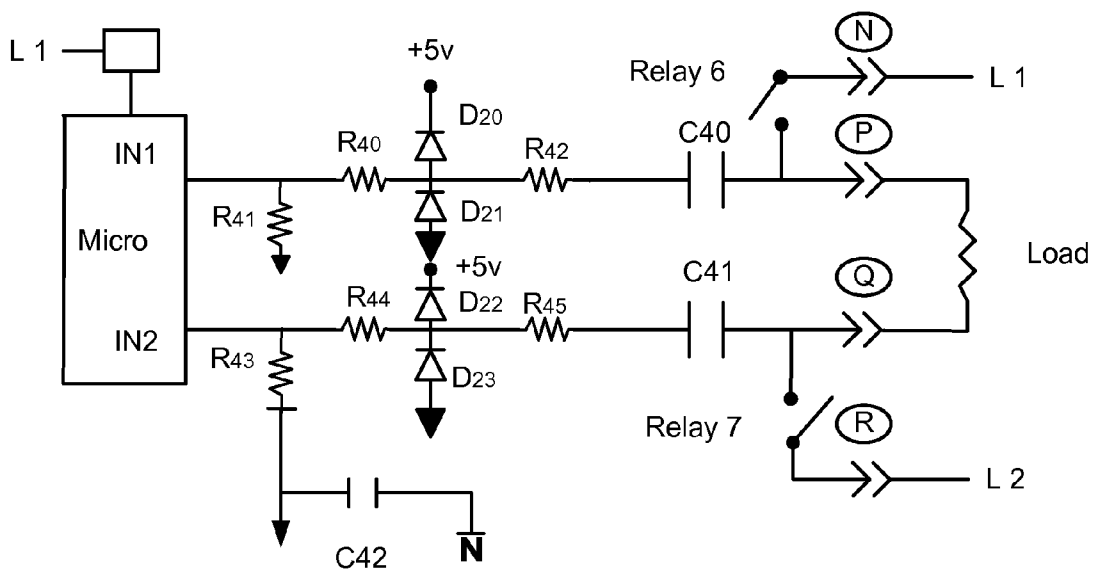 L 1
+5v
Relay 6
N
L 1
D20
C40
P
IN1
R40
R42
R41
D21
Micro
+5v
C41
Q
Load
R44
D22
R45
IN2
R43
D23
Relay 7
R
L 2
C42
N